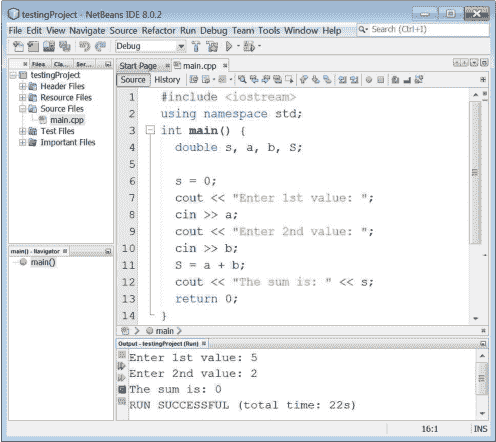 testingProject - NetBeans IDE 8.0.2
File Edit View Navigate Source Refactor Run Debug Team Tools Window Help
Search (Ctrl+I)
Debug
Files Cla... Ser...
testingProject
Header Files
Resource Files
Source Files
main.cpp
Test Files
Important Files
main() - Navigator
main()
Start Page main.cpp
Source History
1 #include <iostream>
2 using namespace std;
3 int main() {
4 double s, a, b, S;
5
6 s = 0;
7 cout << "Enter 1st value: ";
8 cin >> a;
9 cout << "Enter 2nd value: ";
10 cin >> b;
11 S = a + b;
12 cout << "The sum is: " << s;
13 return 0;
14 }
main
Output - testingProject (Run)
Enter 1st value: 5
Enter 2nd value: 2
The sum is: 0
RUN SUCCESSFUL (total time: 22s)
16:1 INS